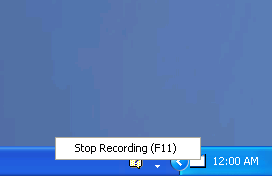 Stop Recording (F11)
?
12:00 AM